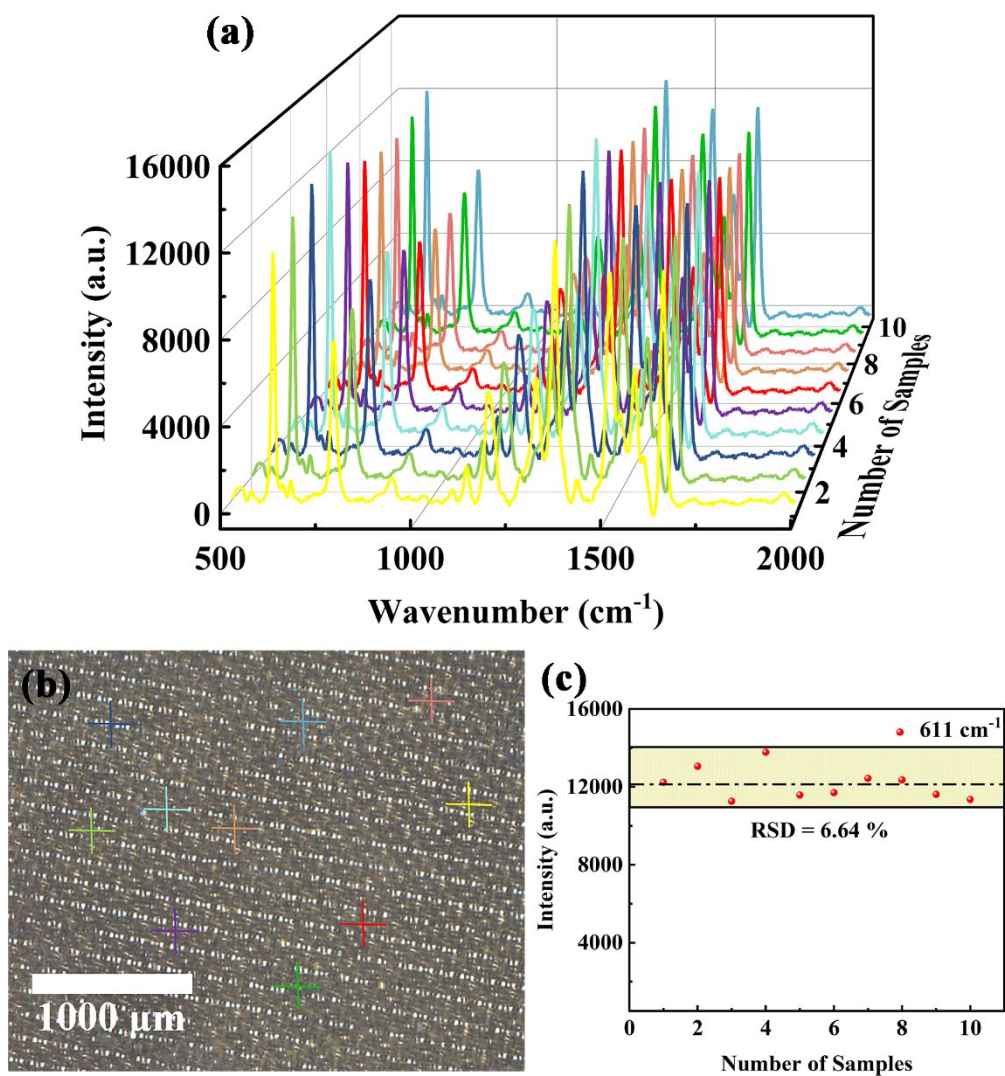 (a)
16000
12000
8000
4000
0
Intensity (a.u.)
500
1000
1500
2000
Wavenumber (cm⁻¹)
2
4
6
8
10
Number of Samples
(b)
1000 μm
(c)
16000
12000
8000
4000
Intensity (a.u.)
611 cm⁻¹
RSD = 6.64 %
0
2
4
6
8
10
Number of Samples